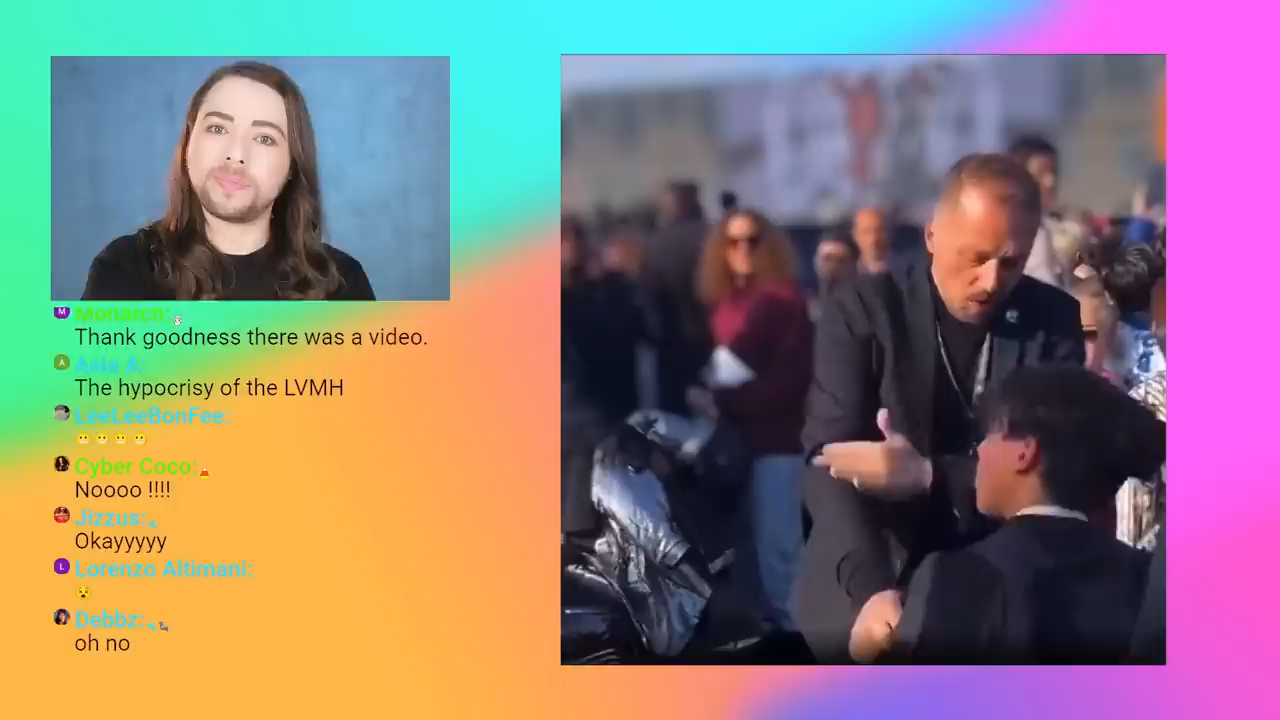 M
Monarch:
Thank goodness there was a video.
A
Asia A:
The hypocrisy of the LVMH
LeeLeeBonFee:
Cyber Coco:
Noooo !!!!
Jizzus:
Okayyyyy
L
Lorenzo Altimani:
Debbz:
oh no